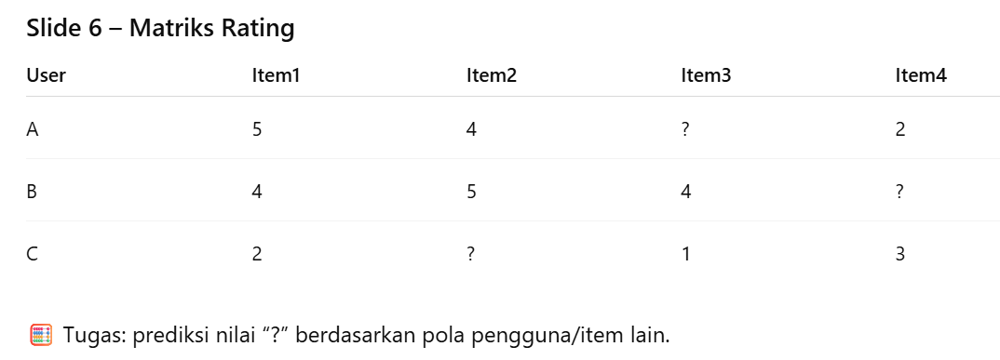 Slide 6 – Matriks Rating
User Item1 Item2 Item3 Item4
A 5 4 ? 2
B 4 5 4 ?
C 2 ? 1 3
Tugas: prediksi nilai “?” berdasarkan pola pengguna/item lain.